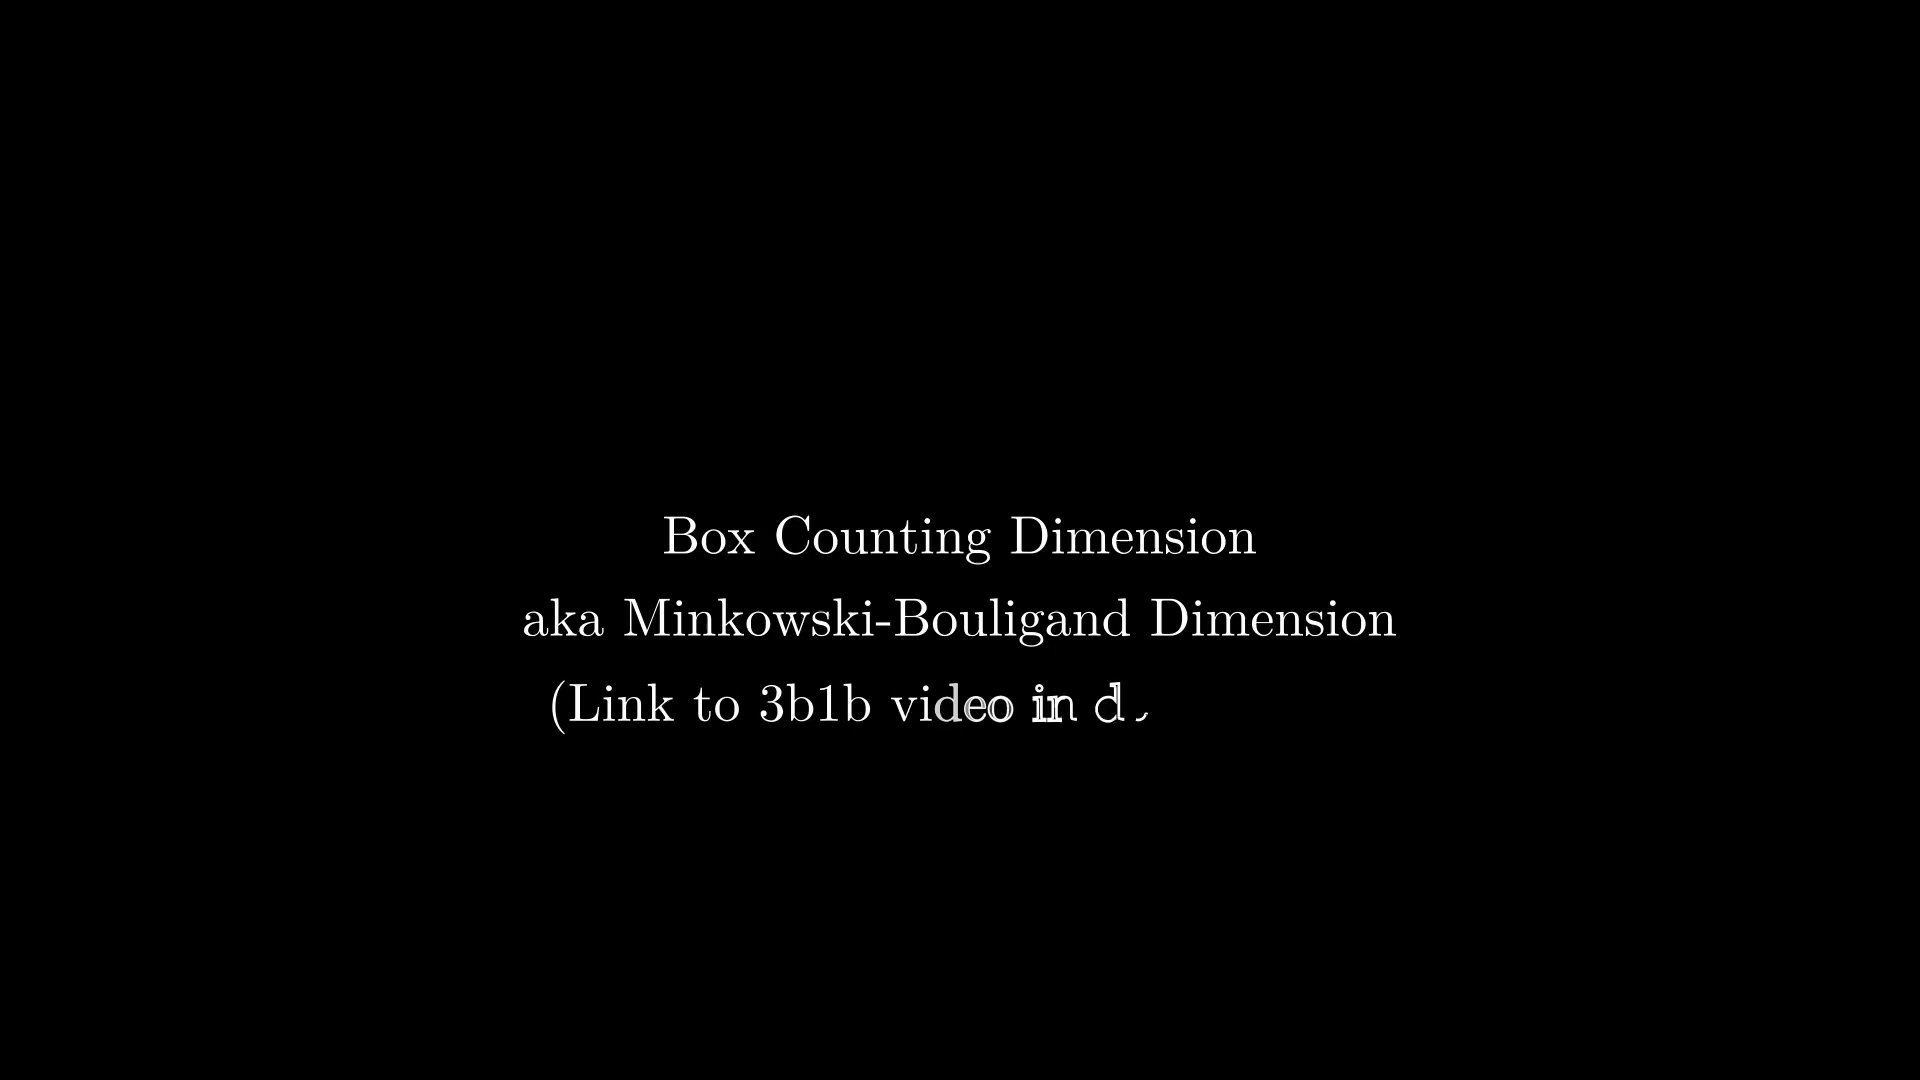 Box Counting Dimension
aka Minkowski-Bouligand Dimension
(Link to 3b1b video in d